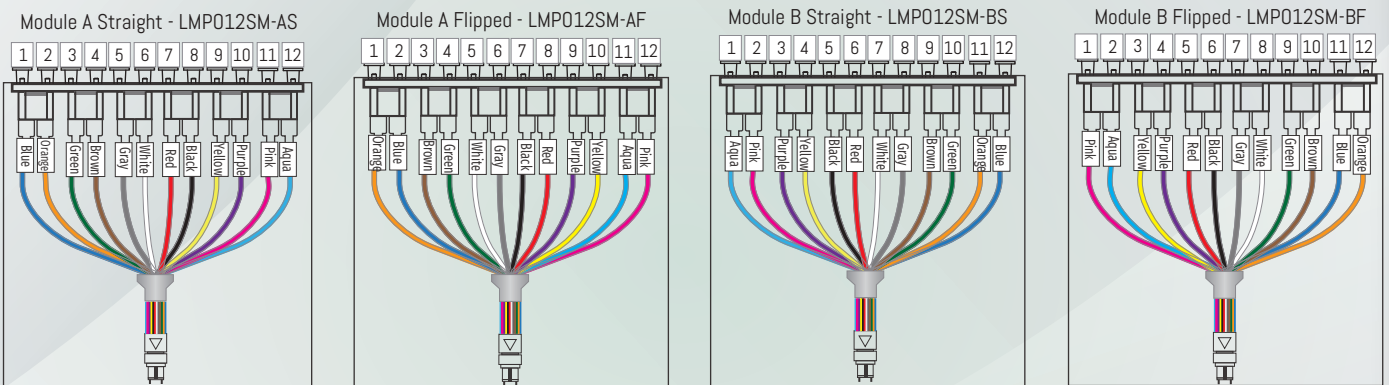 Module A Straight - LMP012SM-AS
1 2 3 4 5 6 7 8 9 10 11 12
Blue Orange Green Brown Gray White Red Black Yellow Purple Pink Aqua
Module A Flipped - LMP012SM-AF
1 2 3 4 5 6 7 8 9 10 11 12
Orange Blue Brown Green White Gray Black Red Purple Yellow Aqua Pink
Module B Straight - LMP012SM-BS
1 2 3 4 5 6 7 8 9 10 11 12
Aqua Pink Purple Yellow Black Red White Gray Brown Green Orange Blue
Module B Flipped - LMP012SM-BF
1 2 3 4 5 6 7 8 9 10 11 12
Pink Aqua Yellow Purple Red Black Gray White Green Brown Blue Orange